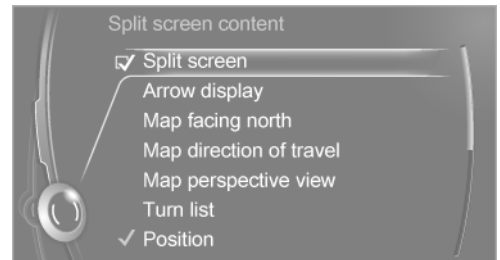 Split screen content
Split screen
Arrow display
Map facing north
Map direction of travel
Map perspective view
Turn list
Position